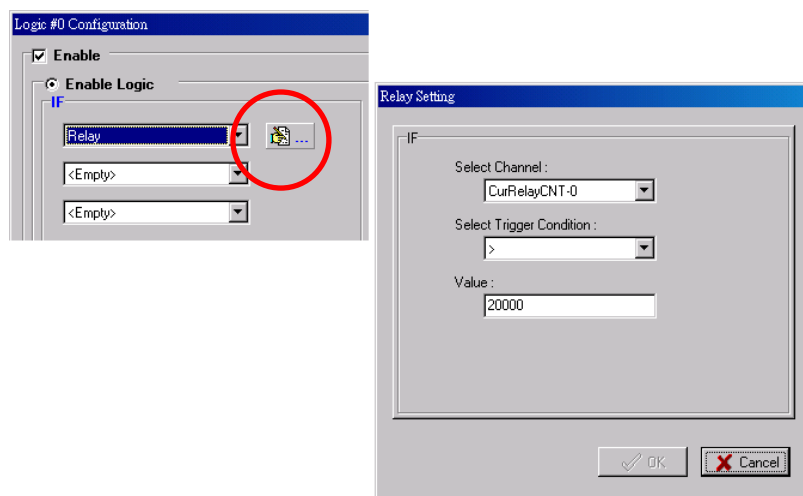 Logic #0 Configuration
Enable
Enable Logic
IF
Relay
...
<Empty>
<Empty>
Relay Setting
IF
Select Channel :
CurRelayCNT-0
Select Trigger Condition :
>
Value :
20000
OK
Cancel